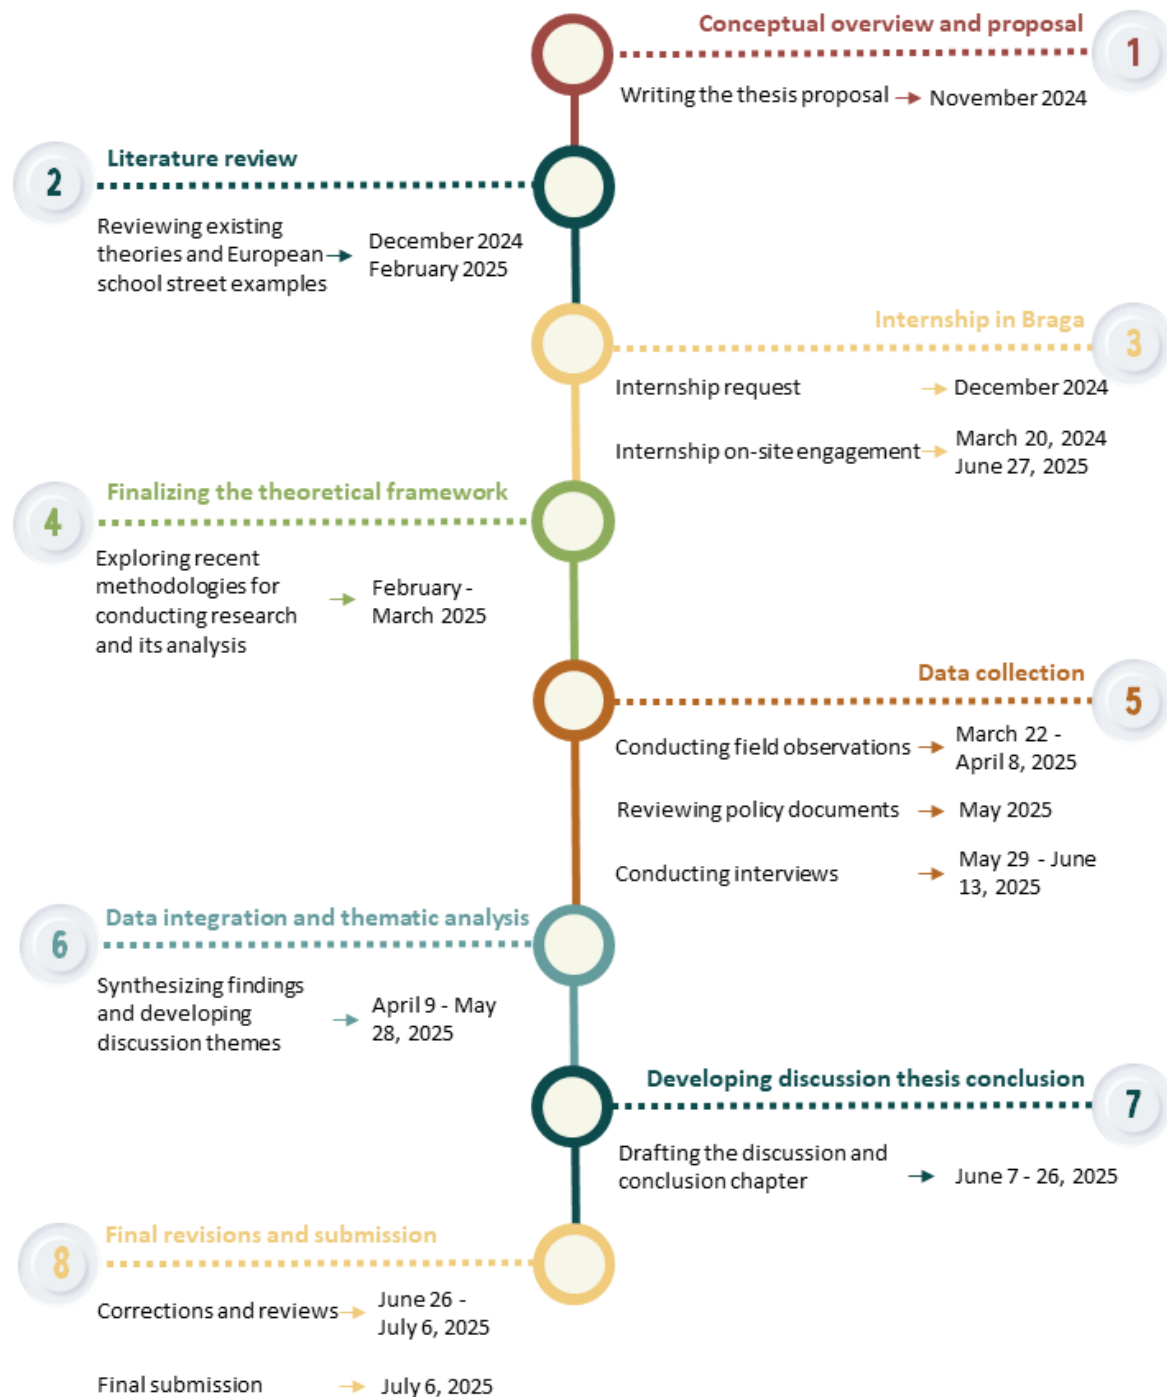 Conceptual overview and proposal
1
Writing the thesis proposal → November 2024
Literature review
2
Reviewing existing
theories and European
school street examples
→
December 2024
February 2025
Internship in Braga
3
Internship request → December 2024
Internship on-site engagement →
March 20, 2024
June 27, 2025
Finalizing the theoretical framework
4
Exploring recent
methodologies for
conducting research
and its analysis
→
February -
March 2025
Data collection
5
Conducting field observations →
March 22 -
April 8, 2025
Reviewing policy documents → May 2025
Conducting interviews →
May 29 - June
13, 2025
Data integration and thematic analysis
6
Synthesizing findings
and developing
discussion themes
→
April 9 - May
28, 2025
Developing discussion thesis conclusion
7
Drafting the discussion and
conclusion chapter
→ June 7 - 26, 2025
Final revisions and submission
8
Corrections and reviews →
June 26 -
July 6, 2025
Final submission → July 6, 2025